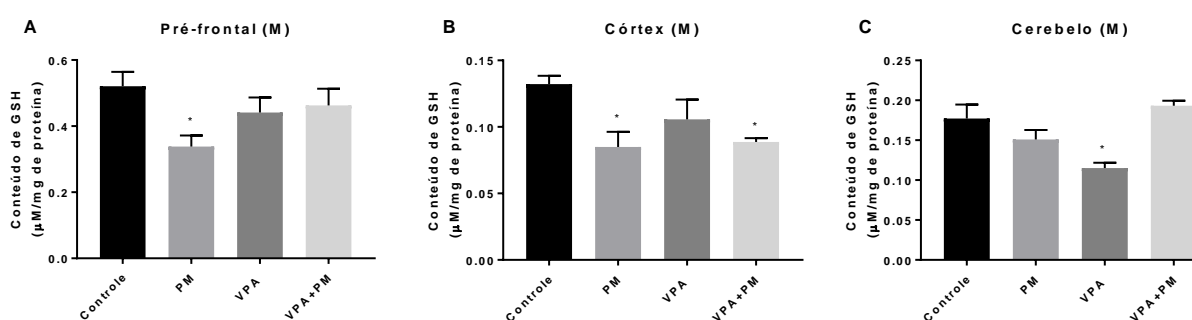 A
Pré-frontal (M)
Conteúdo de GSH
(µM/mg de proteína)
0.6
0.4
0.2
0.0
*
Controle
PM
VPA
VPA+PM
B
Córtex (M)
Conteúdo de GSH
(µM/mg de proteína)
0.15
0.10
0.05
0.00
*
*
Controle
PM
VPA
VPA+PM
C
Cerebelo (M)
Conteúdo de GSH
(µM/mg de proteína)
0.25
0.20
0.15
0.10
0.05
0.00
*
Controle
PM
VPA
VPA+PM